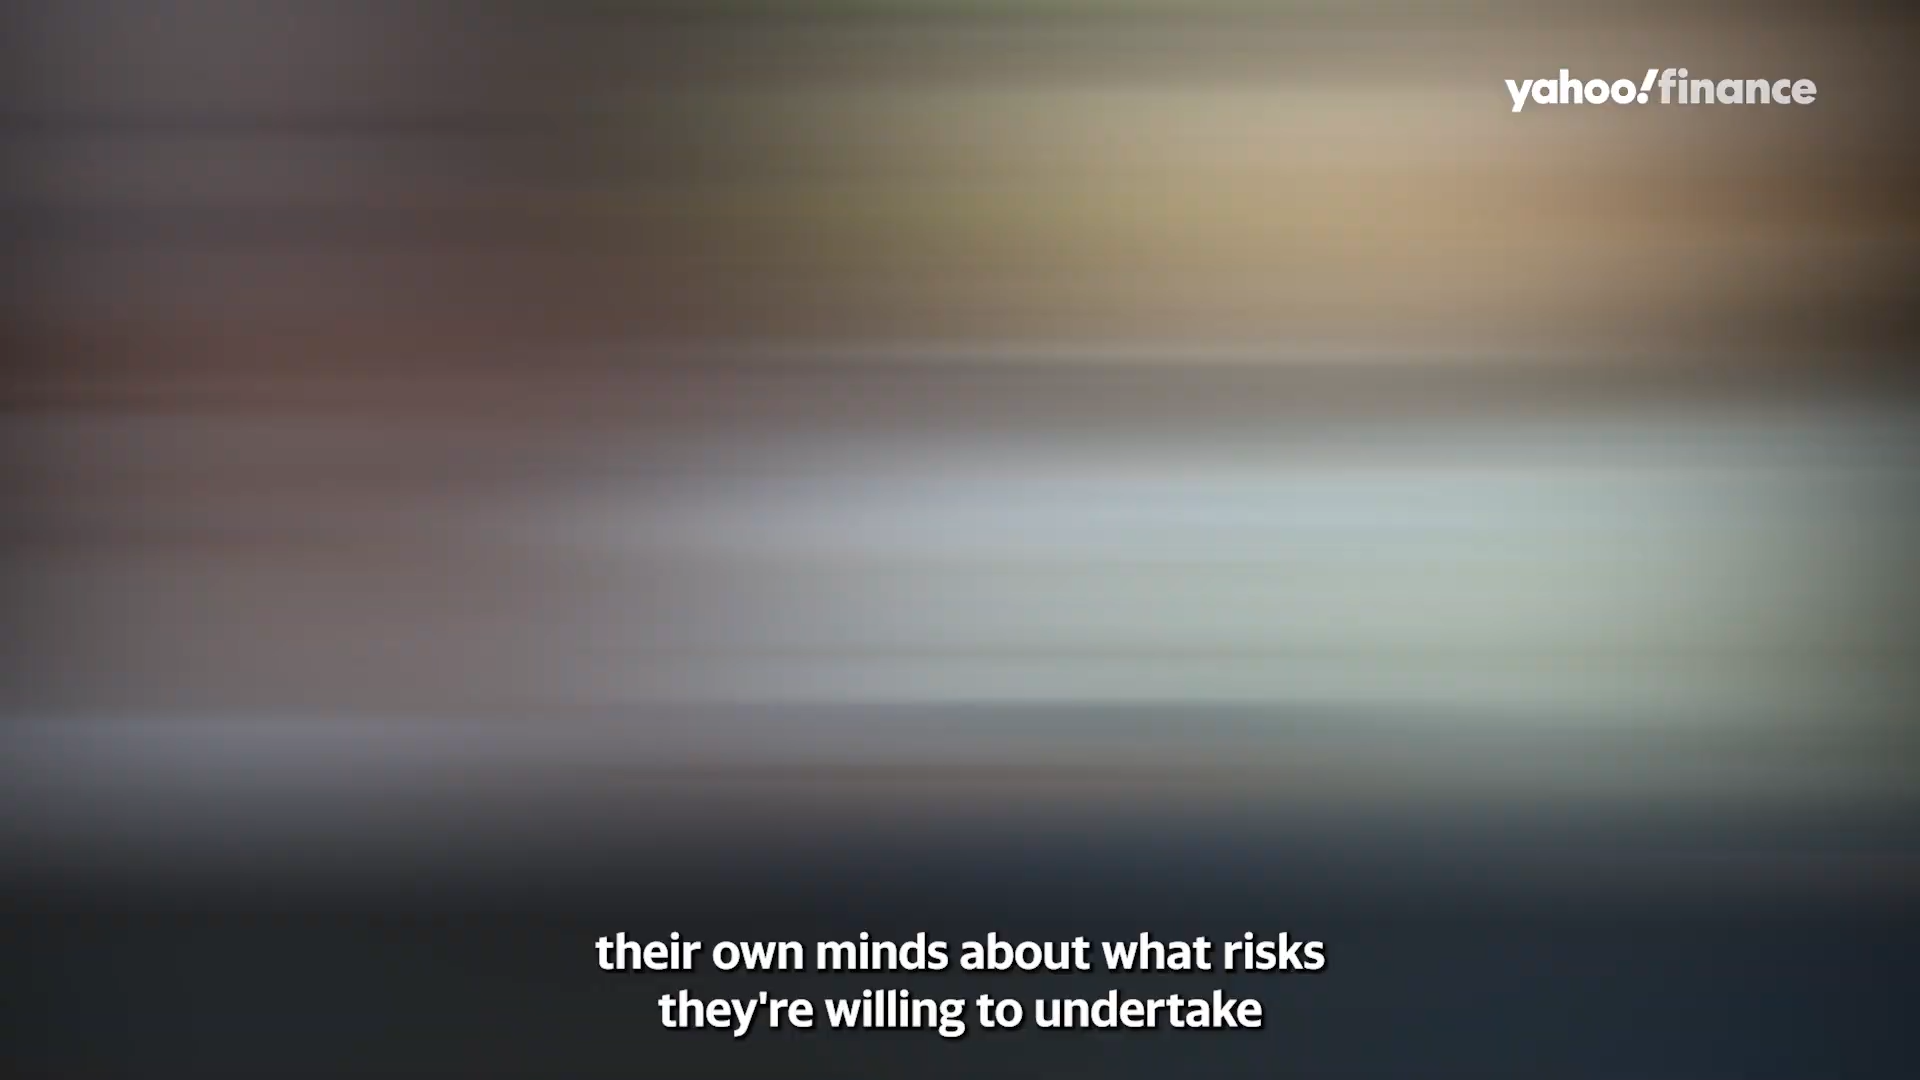 yahoo!finance
their own minds about what risks
they're willing to undertake